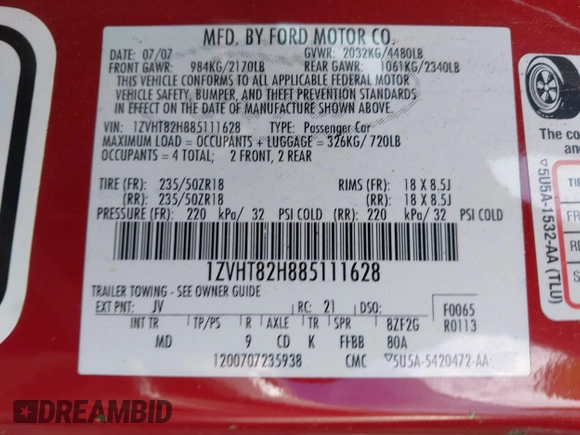 MFD. BY FORD MOTOR CO.
DATE: 07/07 GVWR: 2032KG/4480LB
FRONT GAWR: 984KG/2170LB REAR GAWR: 1061KG/2340LB
THIS VEHICLE CONFORMS TO ALL APPLICABLE FEDERAL MOTOR
VEHICLE SAFETY, BUMPER, AND THEFT PREVENTION STANDARDS
IN EFFECT ON THE DATE OF MANUFACTURE SHOWN ABOVE.
VIN: 1ZVHT82H885111628 TYPE: Passenger Car
MAXIMUM LOAD = OCCUPANTS + LUGGAGE = 326KG/720LB
OCCUPANTS = 4 TOTAL; 2 FRONT, 2 REAR
TIRE (FR): 235/50ZR18 RIMS (FR): 18 X 8.5J
(RR): 235/50ZR18 (RR): 18 X 8.5J
PRESSURE (FR): 220 kPa/ 32 PSI COLD (RR): 220 kPa/ 32 PSI COLD
1ZVHT82H885111628
TRAILER TOWING - SEE OWNER GUIDE
EXT PNT: JV RC: 21 DSO: F0065
INT TR TP/PS R AXLE TR SPR 8ZF2G R0113
MD 9 CD K FFBB 80A
1200707235938 CMC ▽5U5A-5420472-AA
The co
are
▽5U5A-1532-AA (TLU)
TI
FR
RE
S
DREAMBID